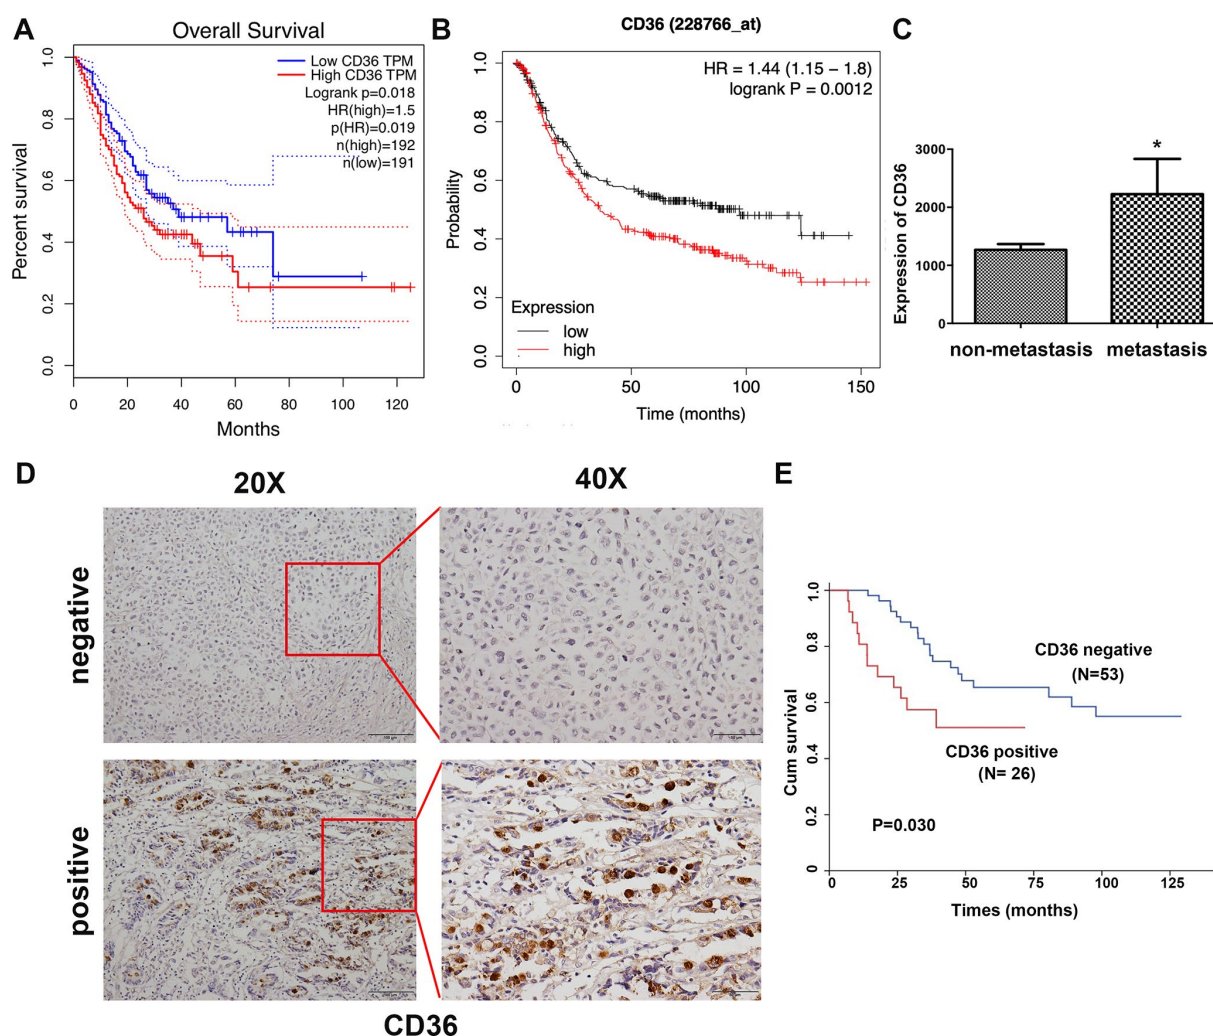 A
Overall Survival
Low CD36 TPM
High CD36 TPM
Logrank p=0.018
HR(high)=1.5
p(HR)=0.019
n(high)=192
n(low)=191
Percent survival
1.0
0.8
0.6
0.4
0.2
0.0
0
20
40
60
80
100
120
Months
B
CD36 (228766_at)
HR = 1.44 (1.15 − 1.8)
logrank P = 0.0012
Probability
1.0
0.8
0.6
0.4
0.2
0.0
Expression
low
high
0
50
100
150
Time (months)
C
Expression of CD36
3000
2000
1000
0
*
non-metastasis
metastasis
D
20X
40X
negative
positive
CD36
E
Cum survival
1.0
0.8
0.6
0.4
0.2
0
CD36 negative
(N=53)
CD36 positive
(N= 26)
P=0.030
0
25
50
75
100
125
Times (months)